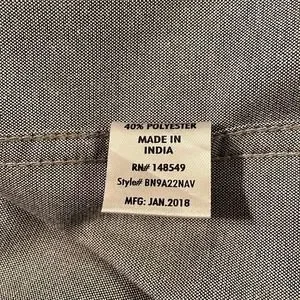 40% POLYESTER
MADE IN
INDIA
RN# 148549
Style# BN9A22NAV
MFG: JAN.2018